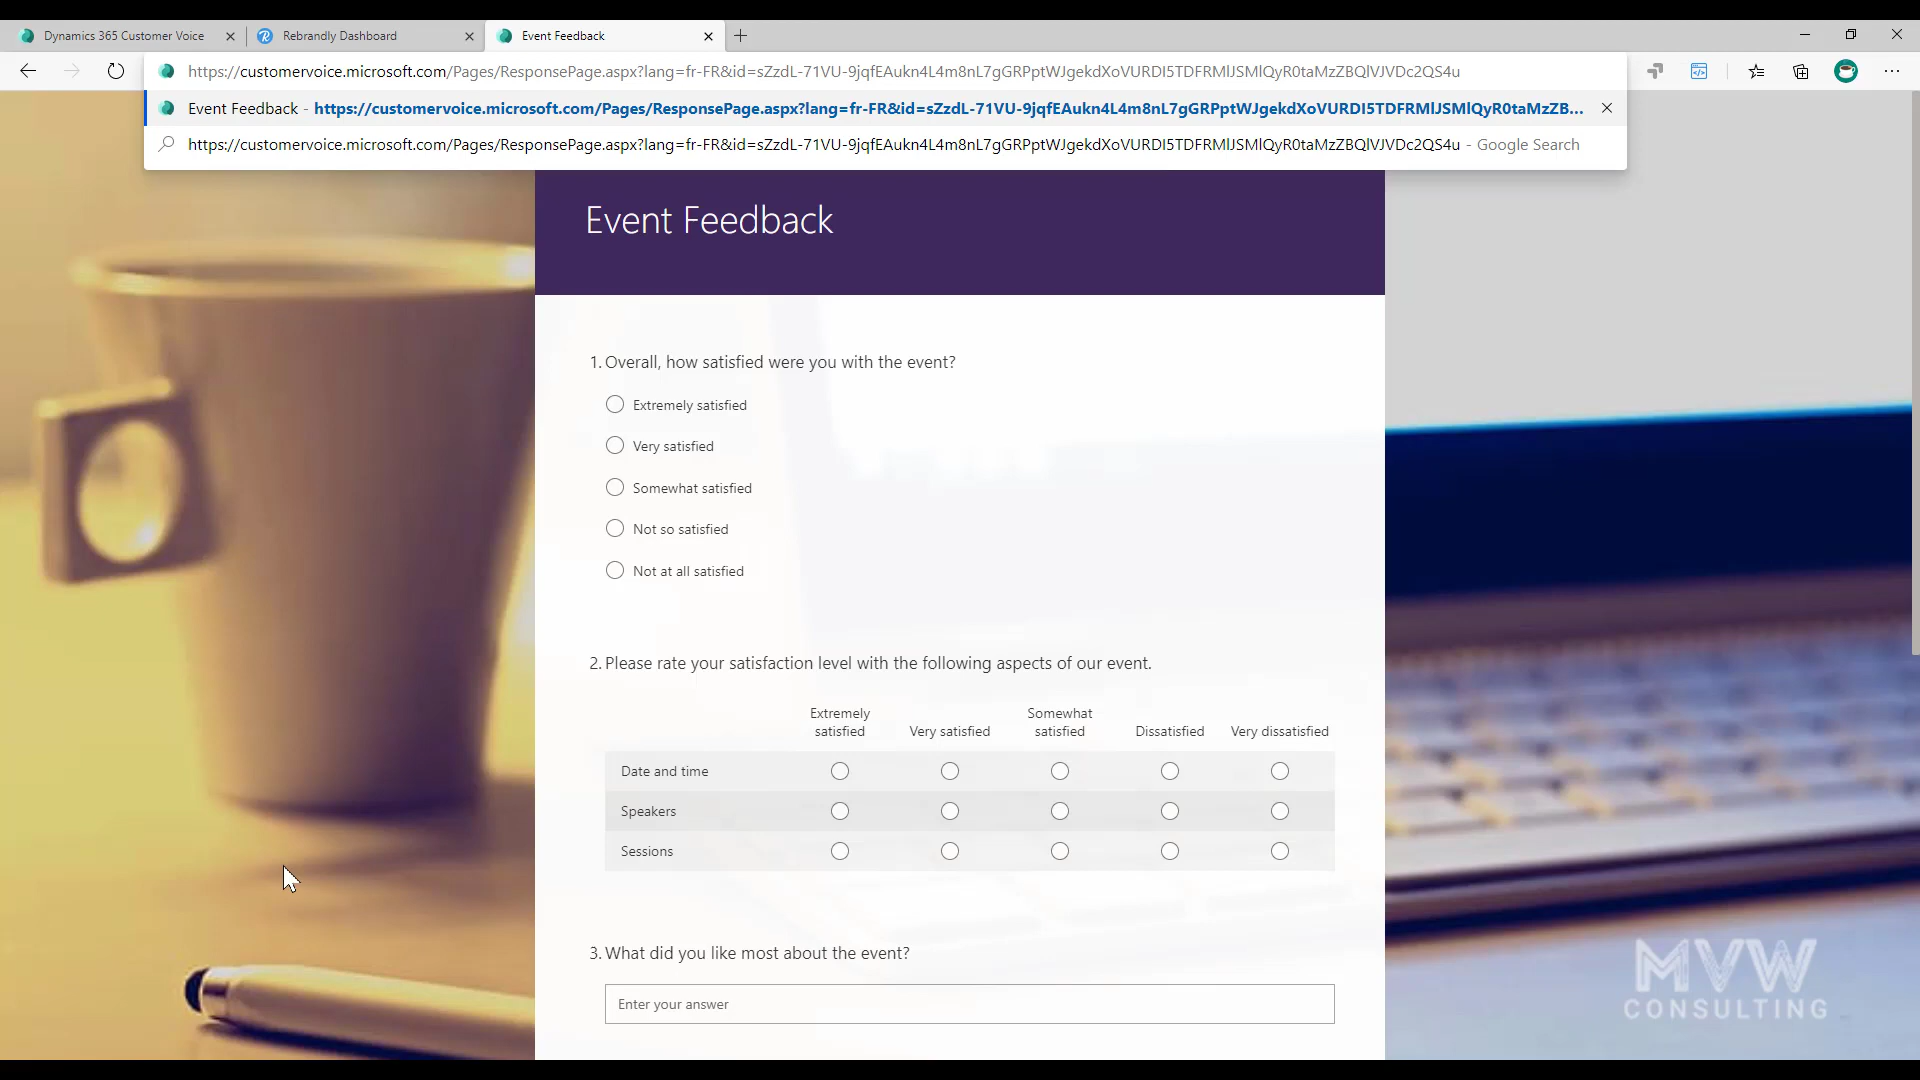 Dynamics 365 Customer Voice
Rebrandly Dashboard
Event Feedback
https://customervoice.microsoft.com/Pages/ResponsePage.aspx?lang=fr-FR&id=sZzdL-71VU-9jqfEAukn4L4m8nL7gGRPptWJgekdXoVURDI5TDFRMlJSMlQyR0taMzZBQlVJVDc2QS4u
Event Feedback - https://customervoice.microsoft.com/Pages/ResponsePage.aspx?lang=fr-FR&id=sZzdL-71VU-9jqfEAukn4L4m8nL7gGRPptWJgekdXoVURDI5TDFRMlJSMlQyR0taMzZB...
https://customervoice.microsoft.com/Pages/ResponsePage.aspx?lang=fr-FR&id=sZzdL-71VU-9jqfEAukn4L4m8nL7gGRPptWJgekdXoVURDI5TDFRMlJSMlQyR0taMzZBQlVJVDc2QS4u - Google Search
Event Feedback
1. Overall, how satisfied were you with the event?
Extremely satisfied
Very satisfied
Somewhat satisfied
Not so satisfied
Not at all satisfied
2. Please rate your satisfaction level with the following aspects of our event.
Extremely satisfied
Very satisfied
Somewhat satisfied
Dissatisfied
Very dissatisfied
Date and time
Speakers
Sessions
3. What did you like most about the event?
Enter your answer
MVW
CONSULTING